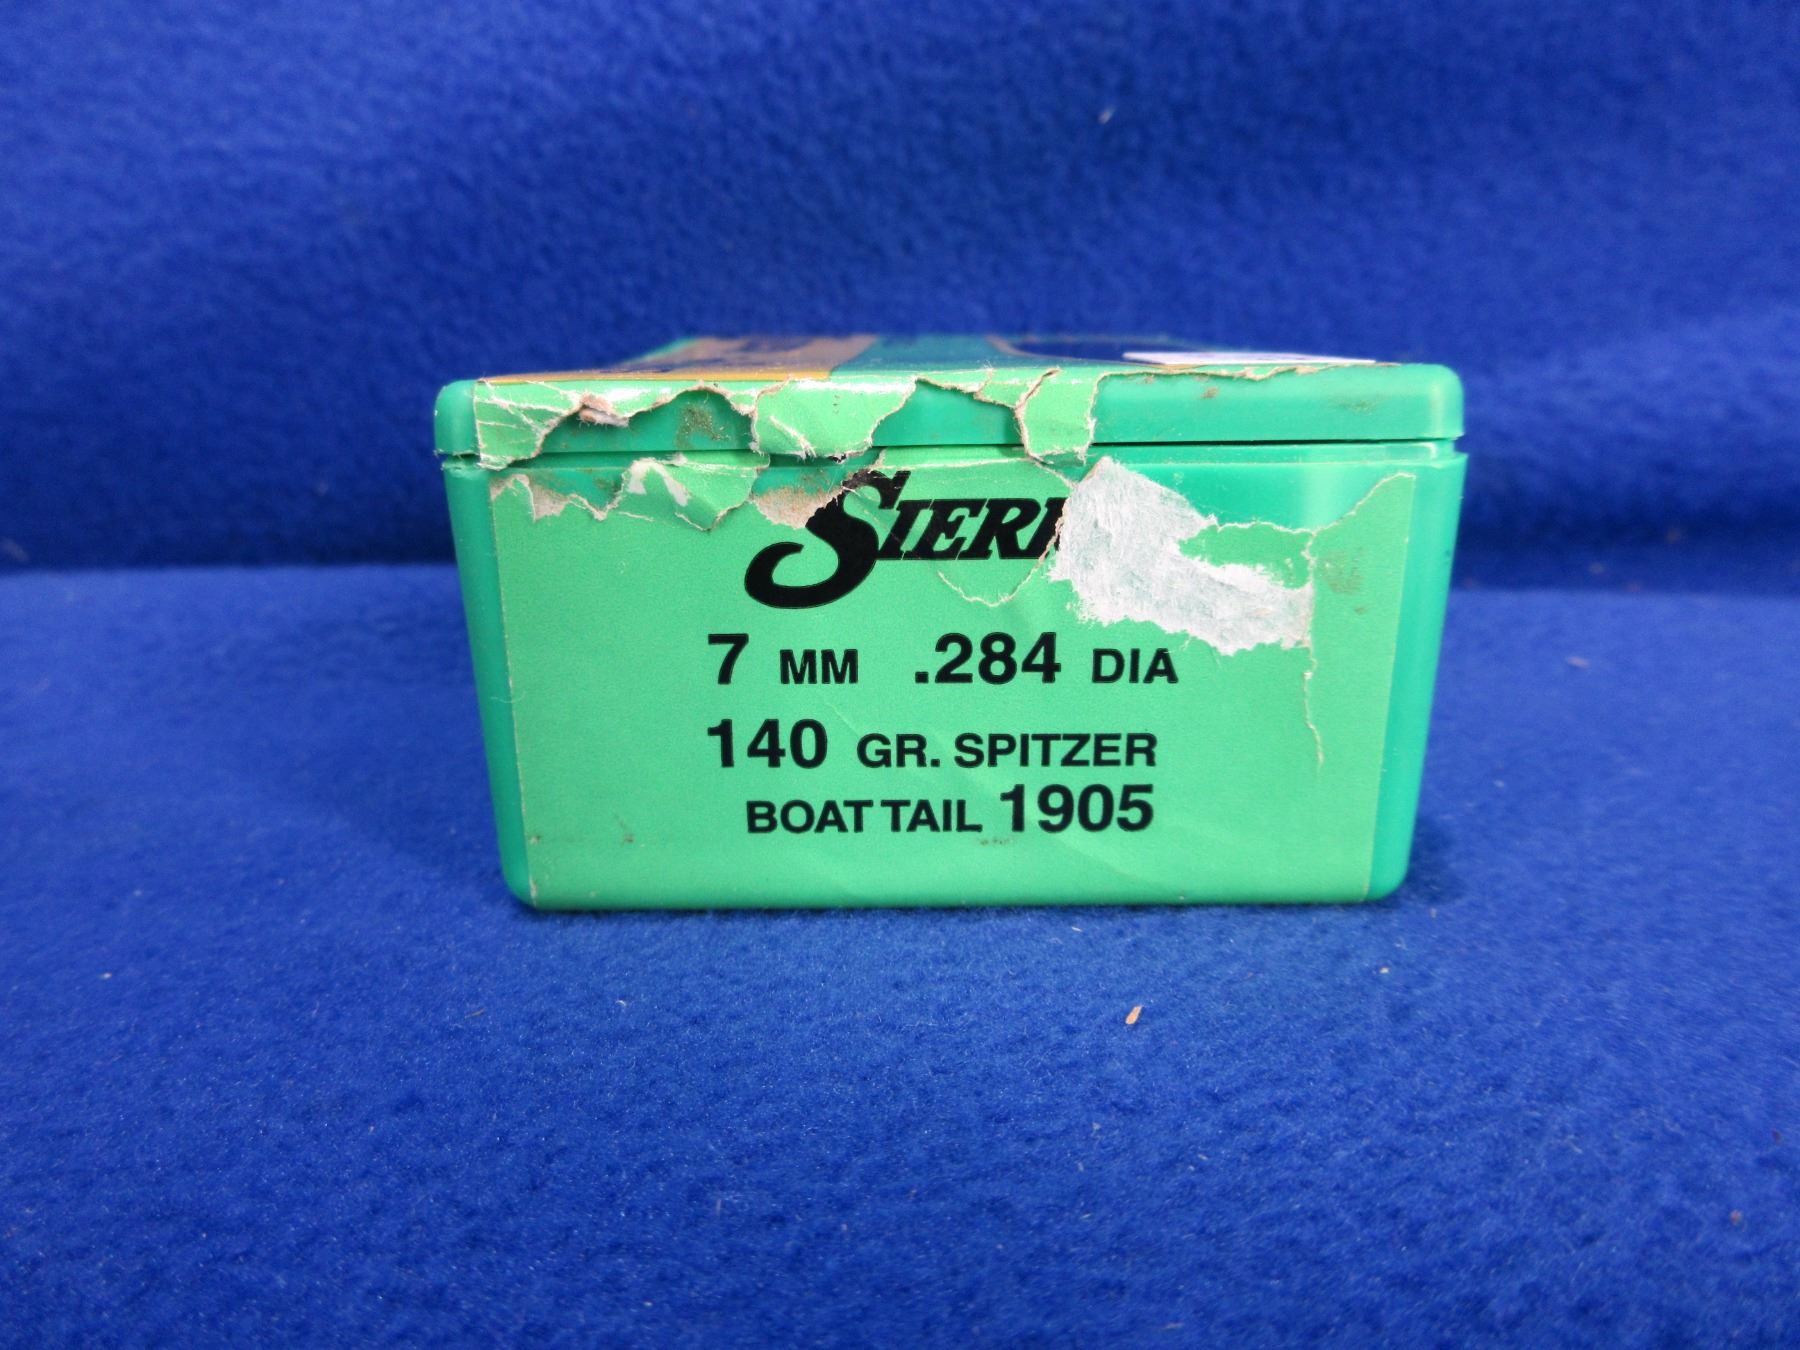 SIERR
7 MM .284 DIA
140 GR. SPITZER
BOAT TAIL 1905